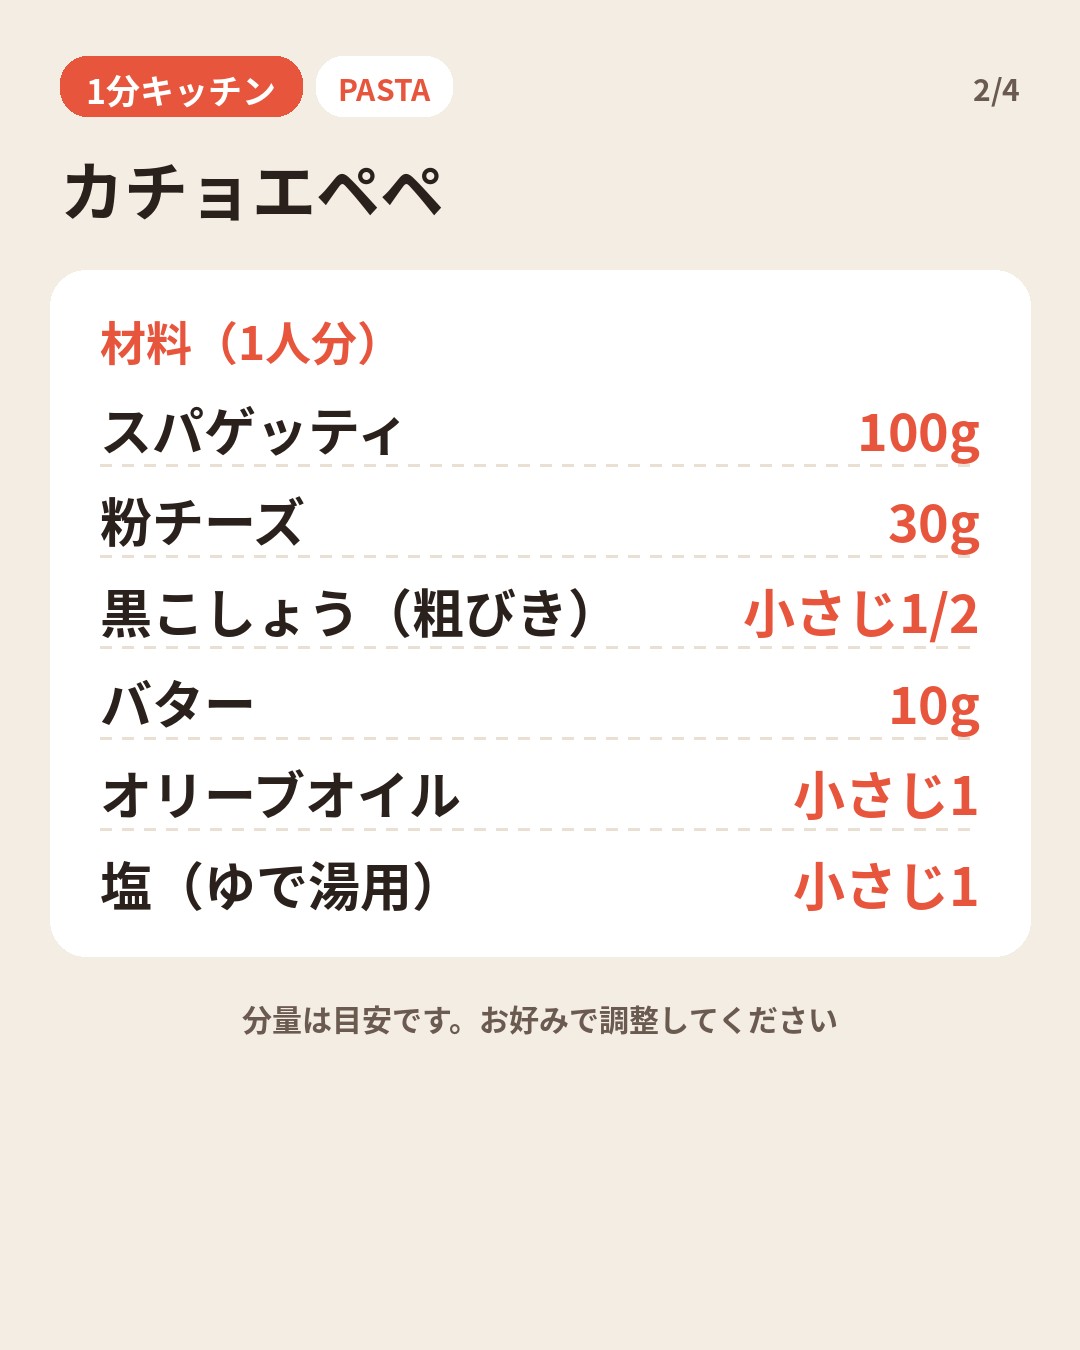 1分キッチン PASTA 2/4
カチョエペペ
材料（1人分）
スパゲッティ 100g
粉チーズ 30g
黒こしょう（粗びき） 小さじ1/2
バター 10g
オリーブオイル 小さじ1
塩（ゆで湯用） 小さじ1
分量は目安です。お好みで調整してください